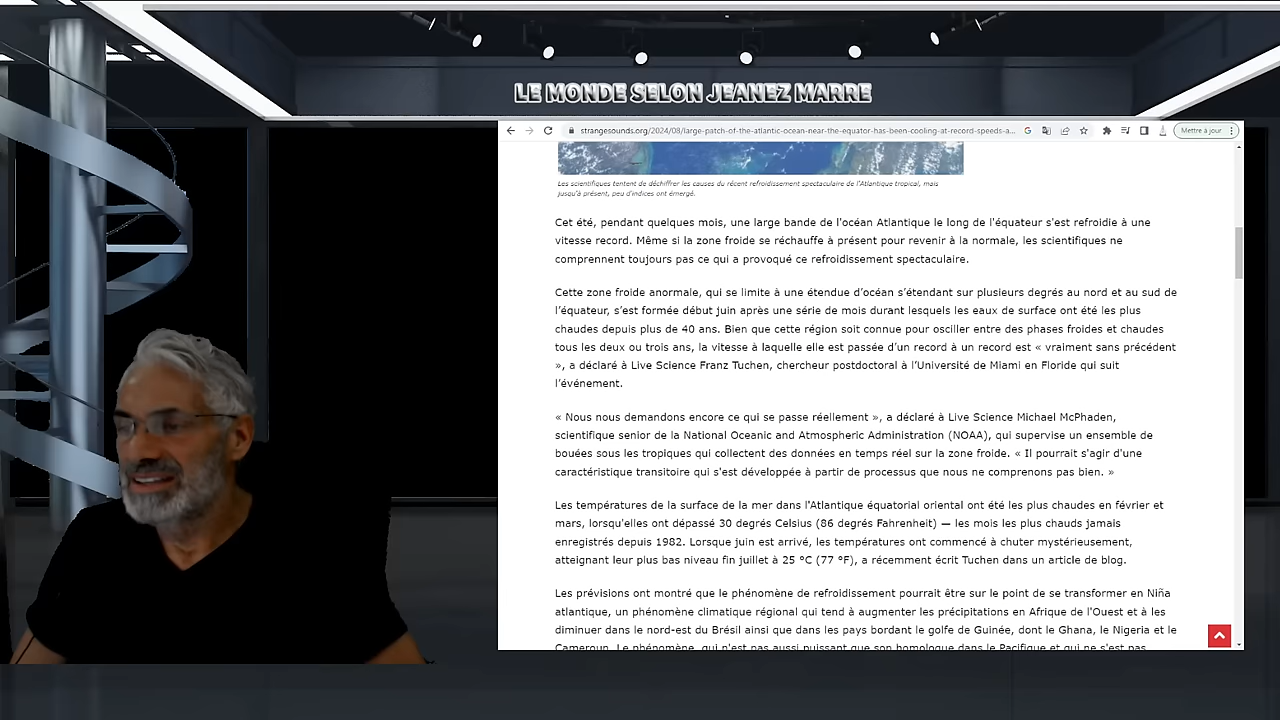 LE MONDE SELON JEANEZ MARRE
strangesounds.org/2024/08/large-patch-of-the-atlantic-ocean-near-the-equator-has-been-cooling-at-record-speeds-a...
Mettre à jour
Les scientifiques tentent de déchiffrer les causes du récent refroidissement spectaculaire de l'Atlantique tropical, mais
jusqu'à présent, peu d'indices ont émergé.
Cet été, pendant quelques mois, une large bande de l'océan Atlantique le long de l'équateur s'est refroidie à une
vitesse record. Même si la zone froide se réchauffe à présent pour revenir à la normale, les scientifiques ne
comprennent toujours pas ce qui a provoqué ce refroidissement spectaculaire.
Cette zone froide anormale, qui se limite à une étendue d’océan s’étendant sur plusieurs degrés au nord et au sud de
l’équateur, s’est formée début juin après une série de mois durant lesquels les eaux de surface ont été les plus
chaudes depuis plus de 40 ans. Bien que cette région soit connue pour osciller entre des phases froides et chaudes
tous les deux ou trois ans, la vitesse à laquelle elle est passée d’un record à un record est « vraiment sans précédent
», a déclaré à Live Science Franz Tuchen, chercheur postdoctoral à l’Université de Miami en Floride qui suit
l’événement.
« Nous nous demandons encore ce qui se passe réellement », a déclaré à Live Science Michael McPhaden,
scientifique senior de la National Oceanic and Atmospheric Administration (NOAA), qui supervise un ensemble de
bouées sous les tropiques qui collectent des données en temps réel sur la zone froide. « Il pourrait s'agir d'une
caractéristique transitoire qui s'est développée à partir de processus que nous ne comprenons pas bien. »
Les températures de la surface de la mer dans l'Atlantique équatorial oriental ont été les plus chaudes en février et
mars, lorsqu'elles ont dépassé 30 degrés Celsius (86 degrés Fahrenheit) — les mois les plus chauds jamais
enregistrés depuis 1982. Lorsque juin est arrivé, les températures ont commencé à chuter mystérieusement,
atteignant leur plus bas niveau fin juillet à 25 °C (77 °F), a récemment écrit Tuchen dans un article de blog.
Les prévisions ont montré que le phénomène de refroidissement pourrait être sur le point de se transformer en Niña
atlantique, un phénomène climatique régional qui tend à augmenter les précipitations en Afrique de l'Ouest et à les
diminuer dans le nord-est du Brésil ainsi que dans les pays bordant le golfe de Guinée, dont le Ghana, le Nigeria et le
Cameroun. Le phénomène, qui n'est pas aussi puissant que son homologue dans le Pacifique et qui ne s'est pas